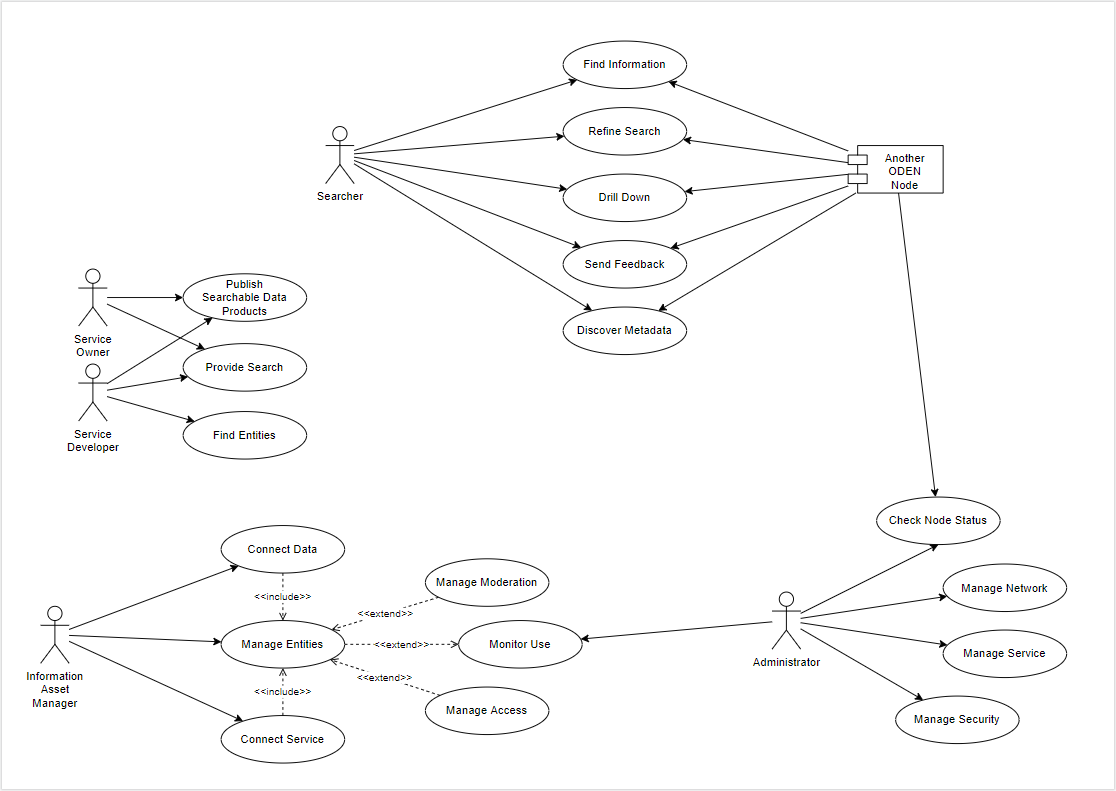 Find Information
Refine Search
Another
ODEN
Node
Searcher
Drill Down
Send Feedback
Discover Metadata
Publish
Searchable Data
Products
Service
Owner
Provide Search
Service
Developer
Find Entities
Check Node Status
Connect Data
<<include>>
Manage Moderation
<<extend>>
Manage Network
Manage Entities
<<extend>>
Monitor Use
Administrator
Manage Service
Information
Asset
Manager
<<extend>>
<<include>>
Manage Access
Connect Service
Manage Security